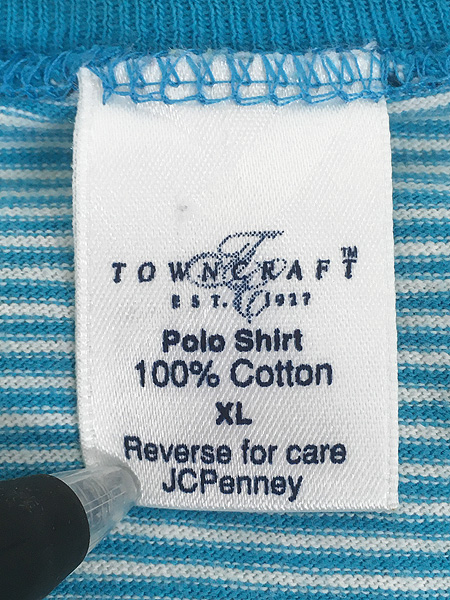 TOWNCRAFT™
EST. 1927
Polo Shirt
100% Cotton
XL
Reverse for care
JCPenney